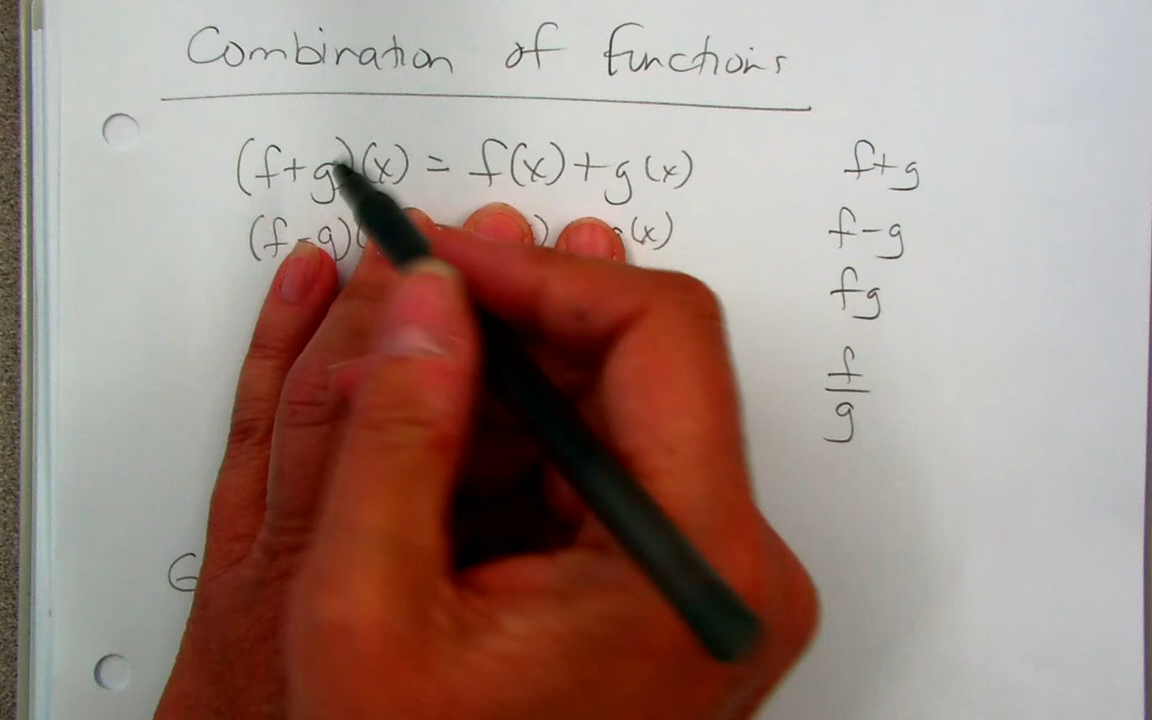 Combination of functions
(f+g)(x) = f(x)+g(x)
f+g
(f-g)( ) (x)
f-g
fg
f
g
G